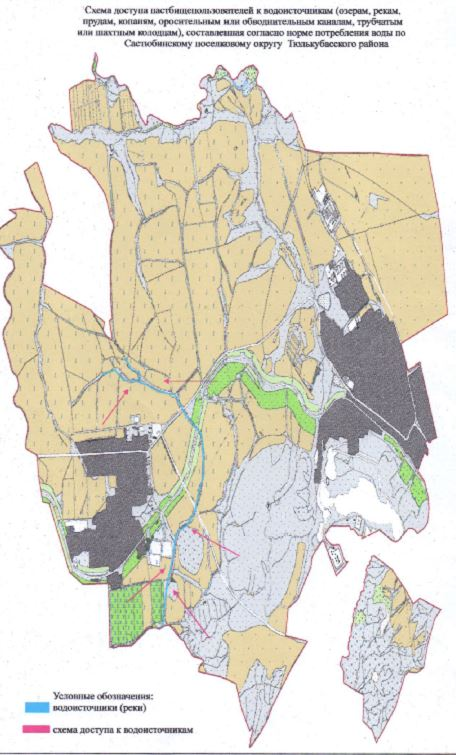 Схема доступа пастбищепользователей к водоисточникам (озерам, рекам,
прудам, копаням, оросительным или обводнительным каналам, трубчатым
или шахтным колодцам), составленная согласно норме потребления воды по
Састюбинскому поселковому округу Тюлькубасского района
Условные обозначения:
водоисточники (реки)
схема доступа к водоисточникам